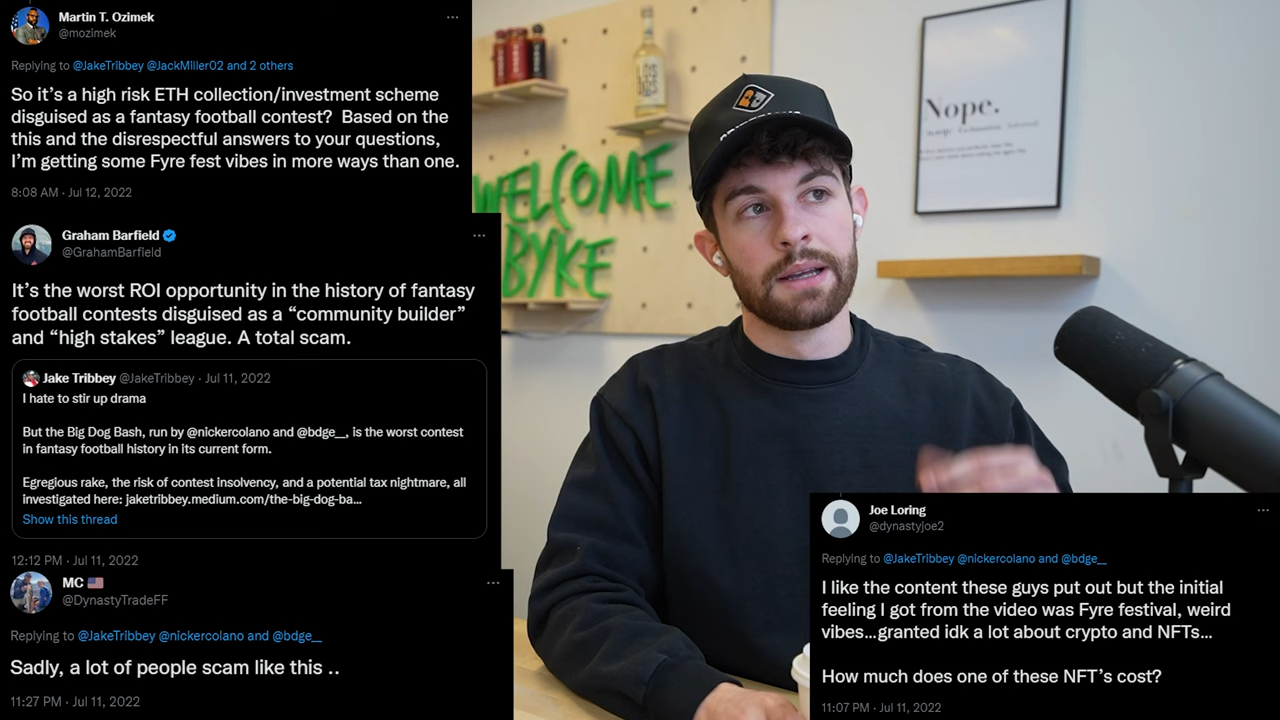 Martin T. Ozimek
@mozimek
Replying to @JakeTribbey @JackMiller02 and 2 others
So it's a high risk ETH collection/investment scheme
disguised as a fantasy football contest?  Based on the
this and the disrespectful answers to your questions,
I'm getting some Fyre fest vibes in more ways than one.
8:08 AM · Jul 12, 2022
Graham Barfield
@GrahamBarfield
It's the worst ROI opportunity in the history of fantasy
football contests disguised as a “community builder”
and “high stakes” league. A total scam.
Jake Tribbey @JakeTribbey · Jul 11, 2022
I hate to stir up drama
But the Big Dog Bash, run by @nickercolano and @bdge__, is the worst contest
in fantasy football history in its current form.
Egregious rake, the risk of contest insolvency, and a potential tax nightmare, all
investigated here: jaketribbey.medium.com/the-big-dog-ba...
Show this thread
12:12 PM · Jul 11, 2022
MC
@DynastyTradeFF
Replying to @JakeTribbey @nickercolano and @bdge__
Sadly, a lot of people scam like this ..
11:27 PM · Jul 11, 2022
WELCOME
BYKE
LOS
Nope.
Joe Loring
@dynastyjoe2
Replying to @JakeTribbey @nickercolano and @bdge__
I like the content these guys put out but the initial
feeling I got from the video was Fyre festival, weird
vibes...granted idk a lot about crypto and NFTs...
How much does one of these NFT's cost?
11:07 PM · Jul 11, 2022